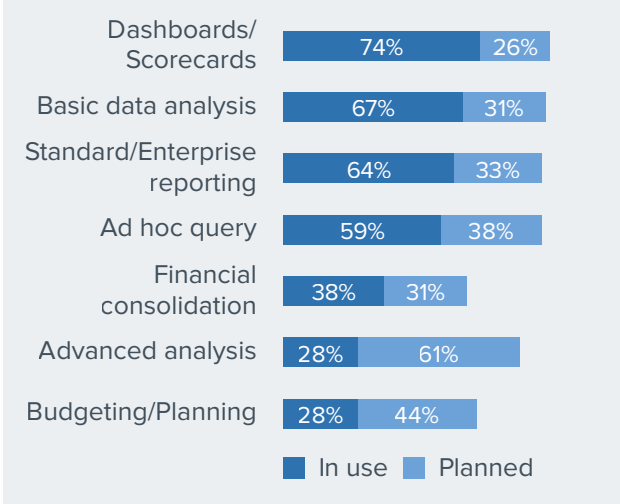 Dashboards/
Scorecards
74% 26%
Basic data analysis 67% 31%
Standard/Enterprise
reporting
64% 33%
Ad hoc query 59% 38%
Financial
consolidation
38% 31%
Advanced analysis 28% 61%
Budgeting/Planning 28% 44%
In use Planned